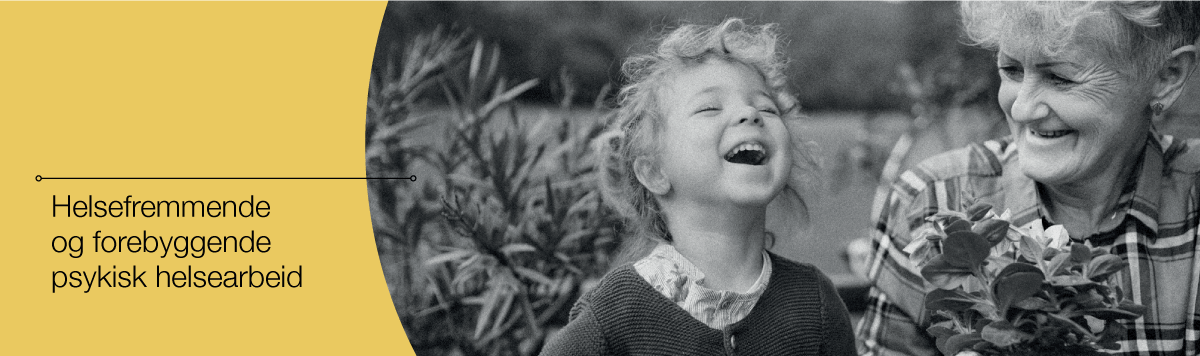 Helsefremmende
og forebyggende
psykisk helsearbeid